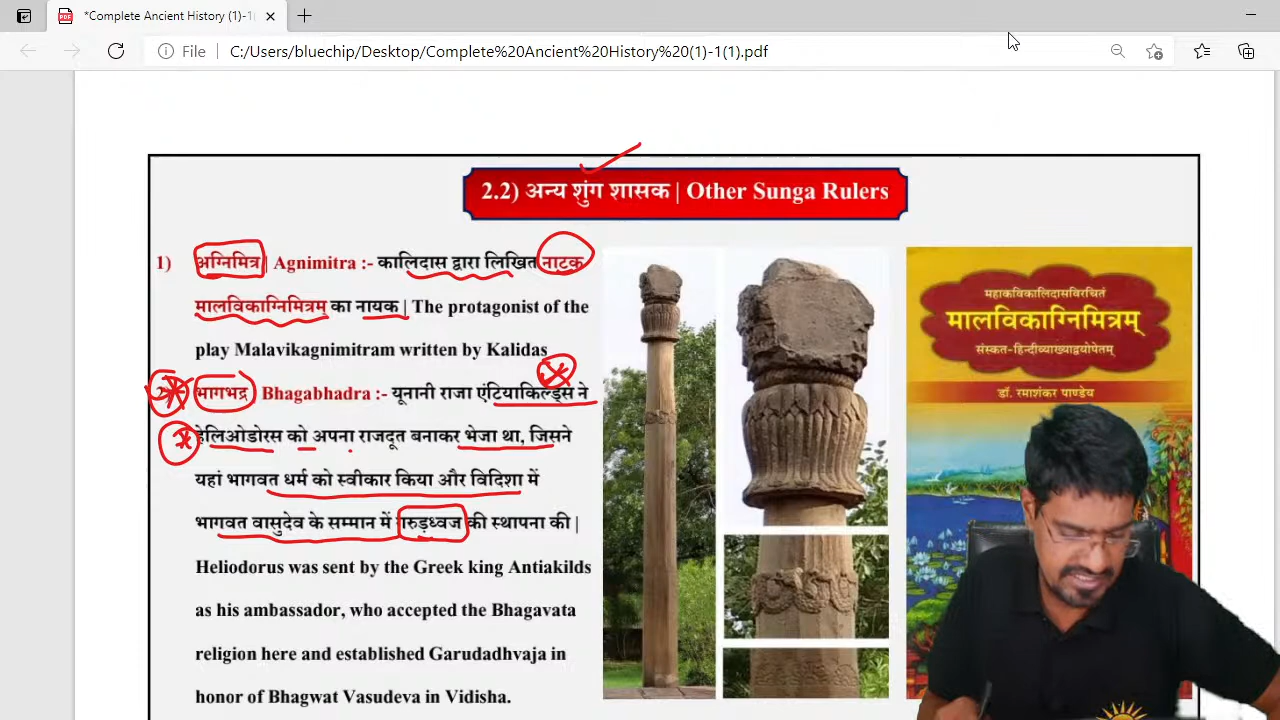 *Complete Ancient History (1)-1(
File
C:/Users/bluechip/Desktop/Complete%20Ancient%20History%20(1)-1(1).pdf
2.2) अन्य शुंग शासक | Other Sunga Rulers
1) अग्निमित्र | Agnimitra :- कालिदास द्वारा लिखित नाटक
मालविकाग्निमित्रम् का नायक | The protagonist of the
play Malavikagnimitram written by Kalidas
2) भागभद्र | Bhagabhadra :- यूनानी राजा एंटियाकिल्ड्स ने
हेलिओडोरस को अपना राजदूत बनाकर भेजा था, जिसने
यहां भागवत धर्म को स्वीकार किया और विदिशा में
भागवत वासुदेव के सम्मान में गरुड़ध्वज की स्थापना की |
Heliodorus was sent by the Greek king Antiakilds
as his ambassador, who accepted the Bhagavata
religion here and established Garudadhvaja in
honor of Bhagwat Vasudeva in Vidisha.
महाकविकालिदासविरचितं
मालविकाग्निमित्रम्
संस्कत-हिन्दीव्याख्याद्वयोपेतम्
डॉ. रमाशंकर पाण्डेय